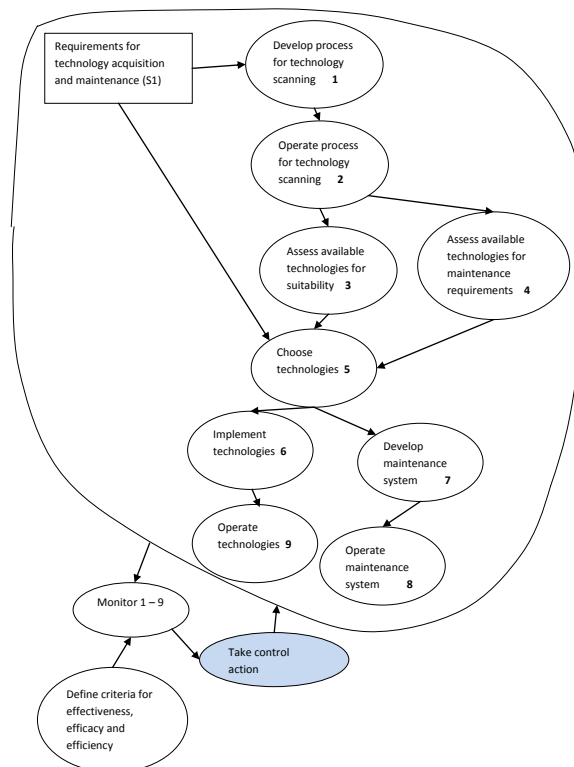 Requirements for
technology acquisition
and maintenance (S1)
Develop process
for technology
scanning 1
Operate process
for technology
scanning 2
Assess available
technologies for
suitability 3
Assess available
technologies for
maintenance
requirements 4
Choose
technologies 5
Implement
technologies 6
Develop
maintenance
system 7
Operate
technologies 9
Operate
maintenance
system 8
Monitor 1 – 9
Take control
action
Define criteria for
effectiveness,
efficacy and
efficiency